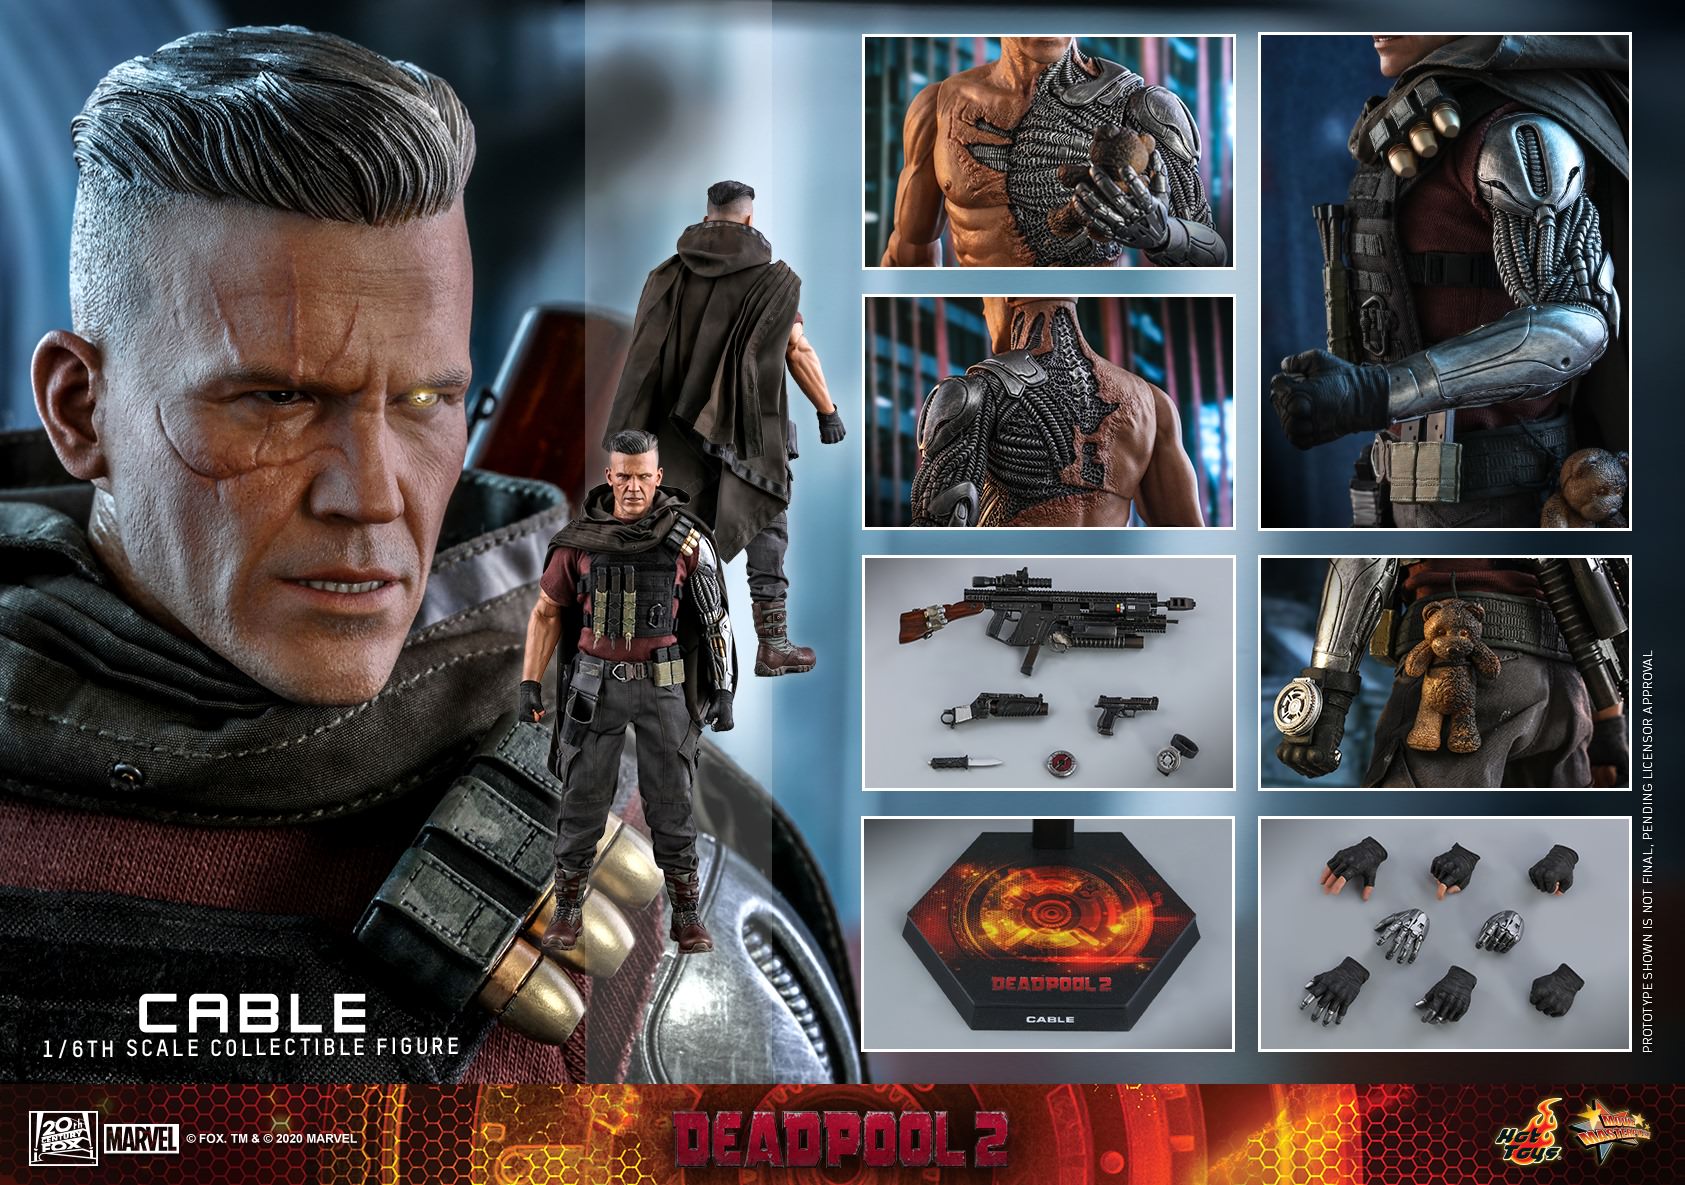 CABLE
1/6TH SCALE COLLECTIBLE FIGURE
DEADPOOL 2
CABLE
PROTOTYPE SHOWN IS NOT FINAL, PENDING LICENSOR APPROVAL
20th
CENTURY
FOX
MARVEL
© FOX. TM & © 2020 MARVEL
DEADPOOL 2
Hot
Toys
MOVIE
MASTERPIECE